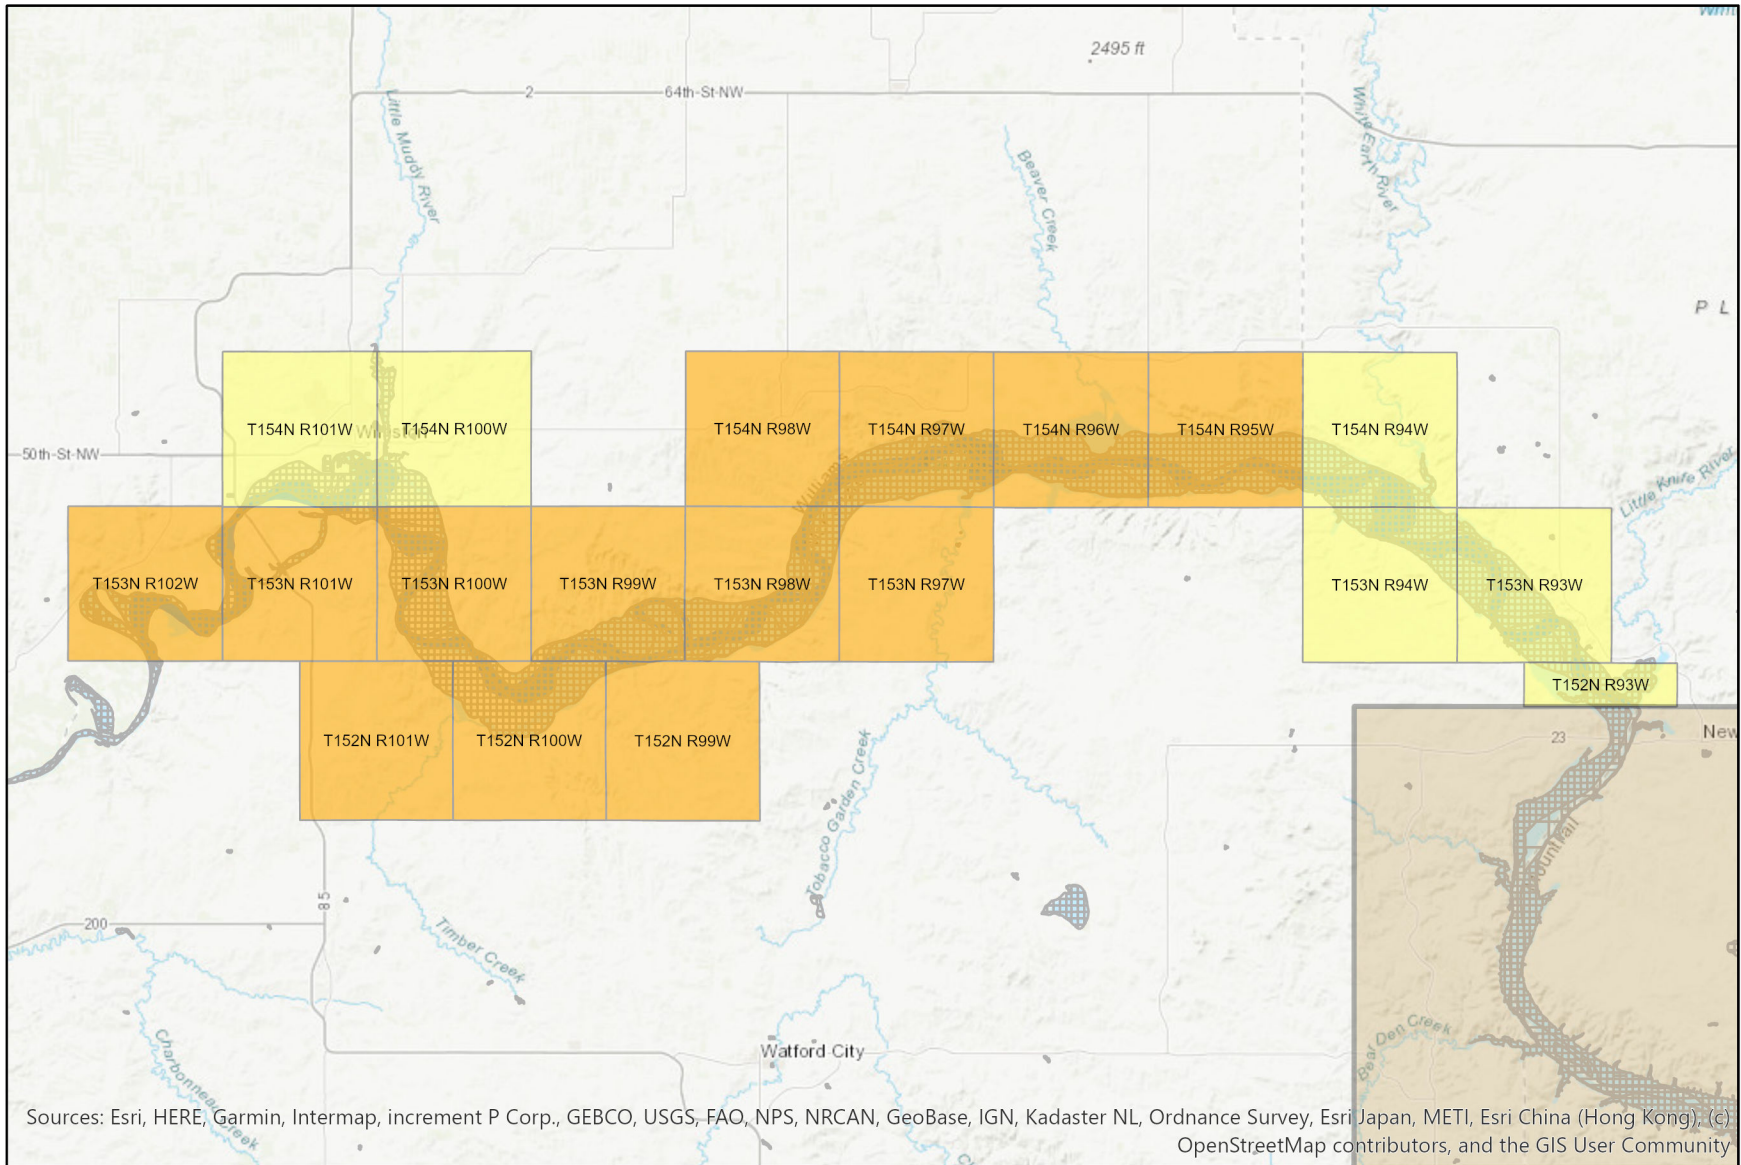 2495 ft
2
64th-St-NW
Little Muddy River
Beaver Creek
White Earth River
P L
T154N R101W
T154N R100W
T154N R98W
T154N R97W
T154N R96W
T154N R95W
T154N R94W
Williston
50th-St-NW
Williams
Little Knife River
T153N R102W
T153N R101W
T153N R100W
T153N R99W
T153N R98W
T153N R97W
T153N R94W
T153N R93W
T152N R93W
T152N R101W
T152N R100W
T152N R99W
23
New
Tobacco Garden Creek
Mountrail
85
200
Timber Creek
Charbonneau Creek
Watford City
Bear Den Creek
Sources: Esri, HERE, Garmin, Intermap, increment P Corp., GEBCO, USGS, FAO, NPS, NRCAN, GeoBase, IGN, Kadaster NL, Ordnance Survey, Esri Japan, METI, Esri China (Hong Kong), (c)
OpenStreetMap contributors, and the GIS User Community